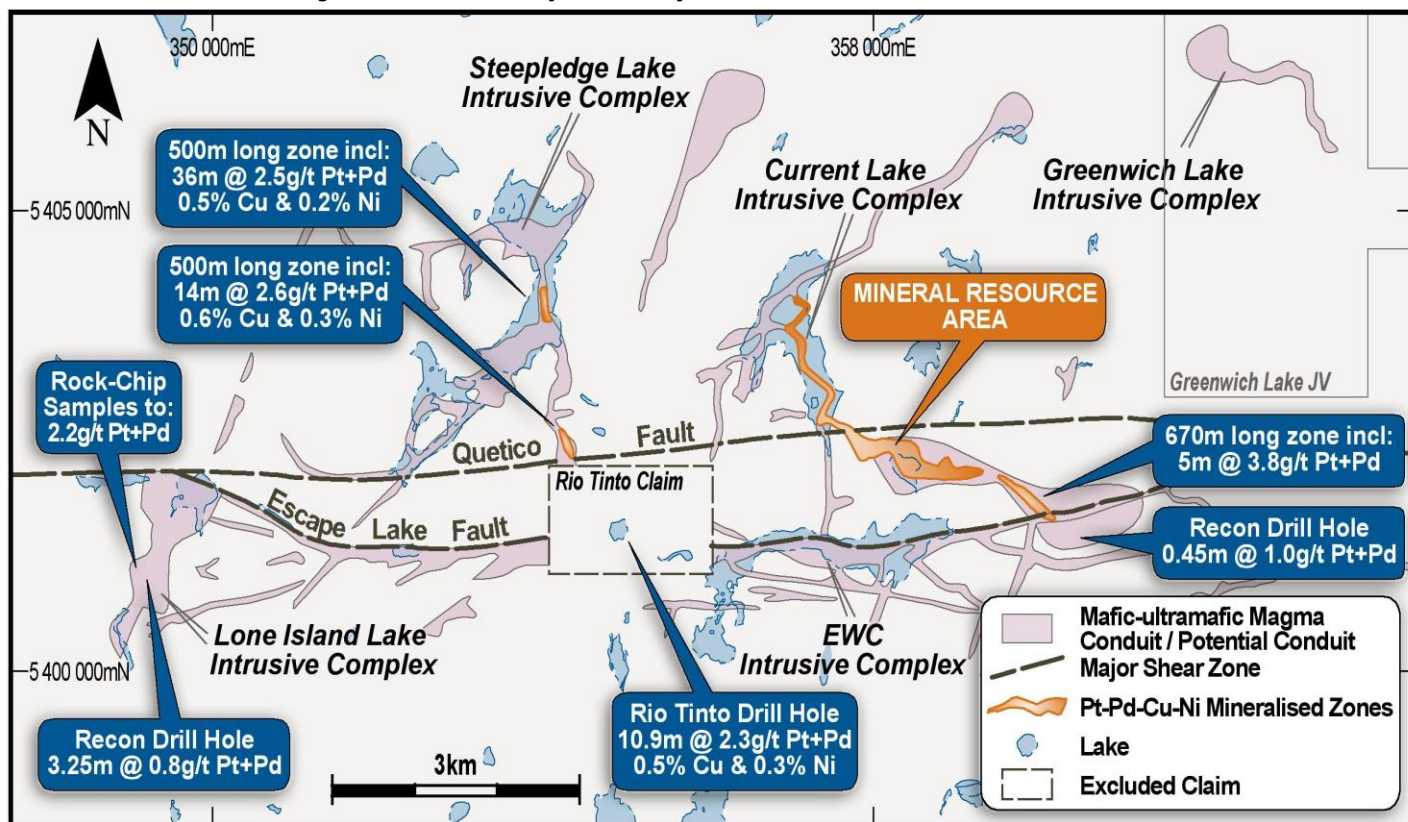 350 000mE
358 000mE
N
Steepledge Lake
Intrusive Complex
500m long zone incl:
36m @ 2.5g/t Pt+Pd
0.5% Cu & 0.2% Ni
Current Lake
Intrusive Complex
Greenwich Lake
Intrusive Complex
5 405 000mN
500m long zone incl:
14m @ 2.6g/t Pt+Pd
0.6% Cu & 0.3% Ni
MINERAL RESOURCE
AREA
Rock-Chip
Samples to:
2.2g/t Pt+Pd
Greenwich Lake JV
Quetico Fault
670m long zone incl:
5m @ 3.8g/t Pt+Pd
Rio Tinto Claim
Escape Lake Fault
Recon Drill Hole
0.45m @ 1.0g/t Pt+Pd
Lone Island Lake
Intrusive Complex
EWC
Intrusive Complex
5 400 000mN
Recon Drill Hole
3.25m @ 0.8g/t Pt+Pd
3km
Rio Tinto Drill Hole
10.9m @ 2.3g/t Pt+Pd
0.5% Cu & 0.3% Ni
Mafic-ultramafic Magma
Conduit / Potential Conduit
Major Shear Zone
Pt-Pd-Cu-Ni Mineralised Zones
Lake
Excluded Claim